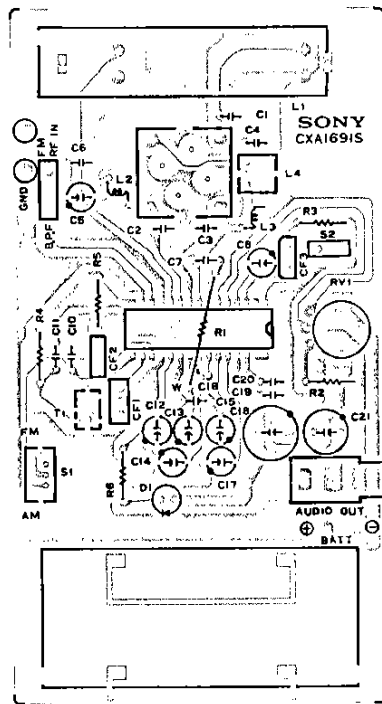 L1
C1
SONY
CXA1691S
C4
FM
RF IN
GND
BPF
C6
C5
L2
L4
C2
C3
L3
R3
S2
C7
C8
CF3
RV1
R5
R4
C11
C10
CF2
R1
T1
CF1
W
C18
C20
C19
R2
C12
C13
C15
C18
C21
FM
S1
AM
C14
C17
R6
D1
AUDIO OUT
BATT